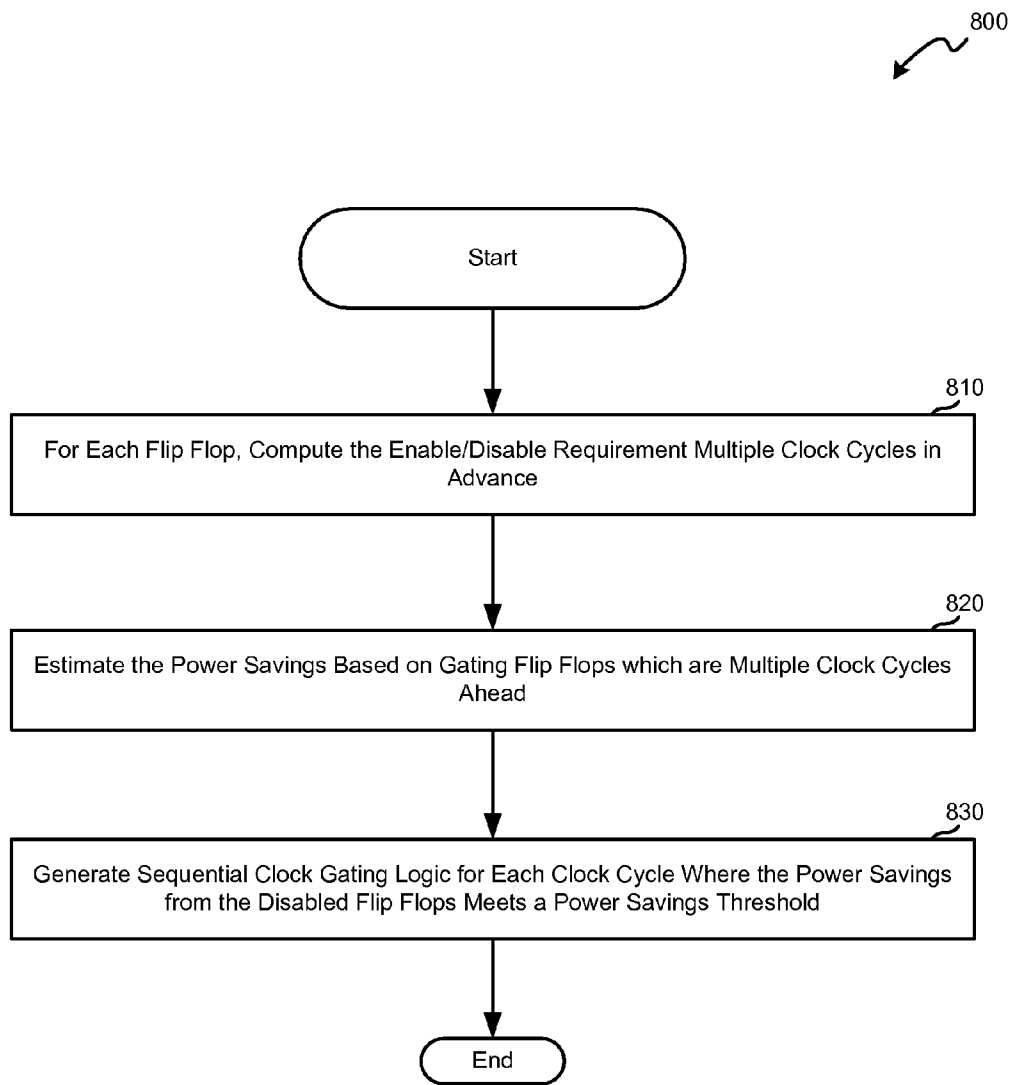 800
Start
810
For Each Flip Flop, Compute the Enable/Disable Requirement Multiple Clock Cycles in
Advance
820
Estimate the Power Savings Based on Gating Flip Flops which are Multiple Clock Cycles
Ahead
830
Generate Sequential Clock Gating Logic for Each Clock Cycle Where the Power Savings
from the Disabled Flip Flops Meets a Power Savings Threshold
End